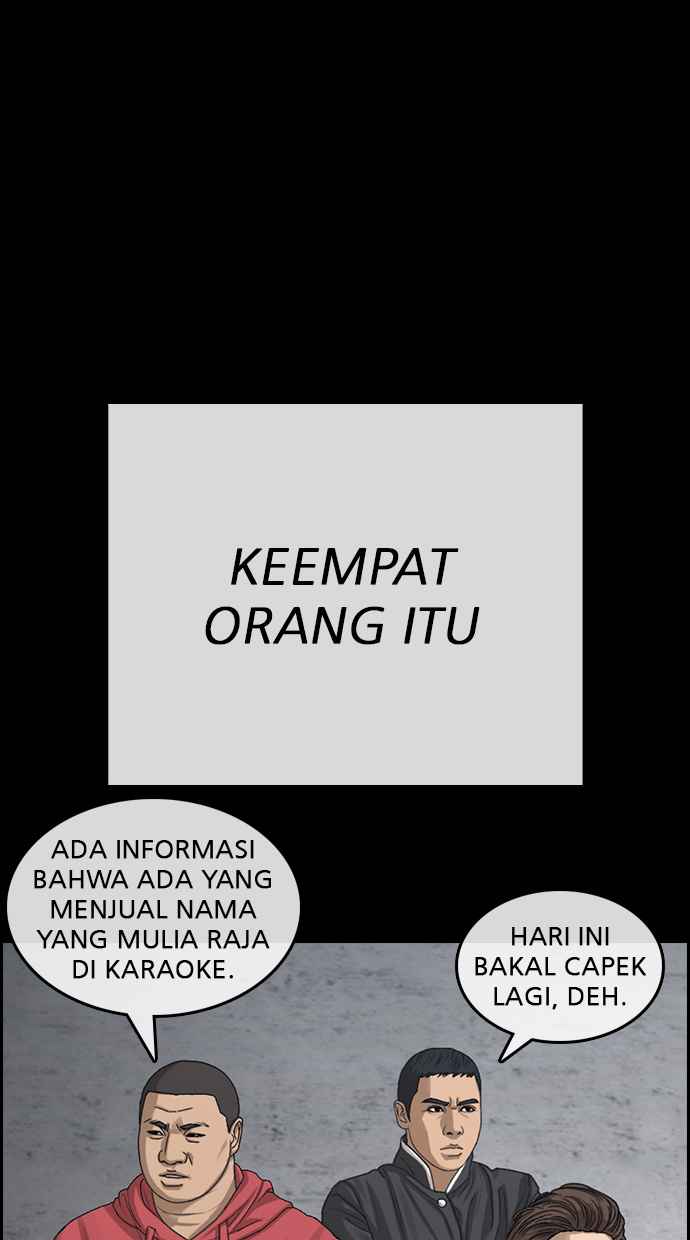 KEEMPAT
ORANG ITU
ADA INFORMASI
BAHWA ADA YANG
MENJUAL NAMA
YANG MULIA RAJA
DI KARAOKE.
HARI INI
BAKAL CAPEK
LAGI, DEH.